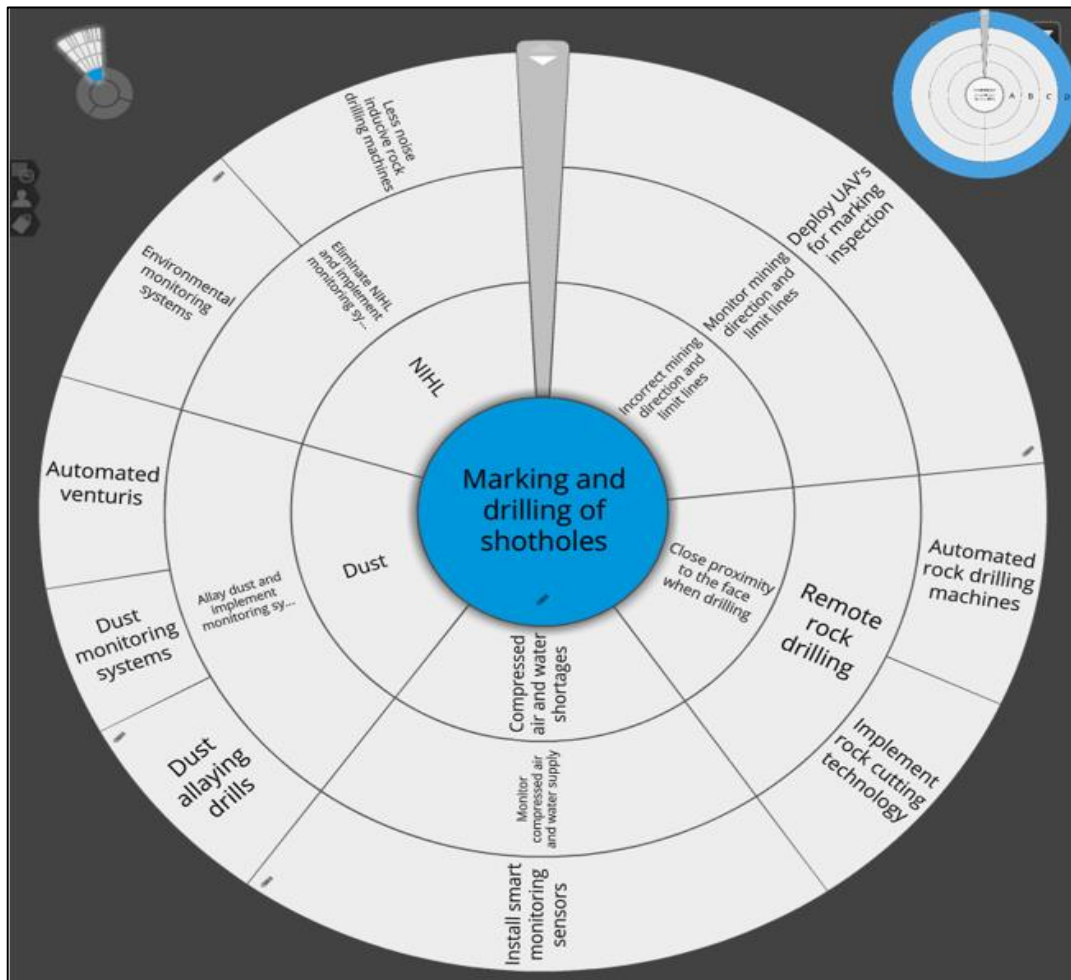 Marking and
drilling of
shotholes
Incorrect mining
direction and
limit lines
Monitor mining
direction and
limit lines
Deploy UAV's
for marking
inspection
Close proximity
to the face
when drilling
Remote
rock
drilling
Automated
rock drilling
machines
Implement
rock cutting
technology
Compressed
air and water
shortages
Monitor
compressed air
and water supply
Install smart
monitoring
sensors
Dust
Allay dust and
implement
monitoring sy...
Dust
allaying
drills
Dust
monitoring
systems
Automated
venturis
NIHL
Eliminate NIHL
and implement
monitoring sy...
Environmental
monitoring
systems
Less noise
inducive rock
drilling machines
A B C D